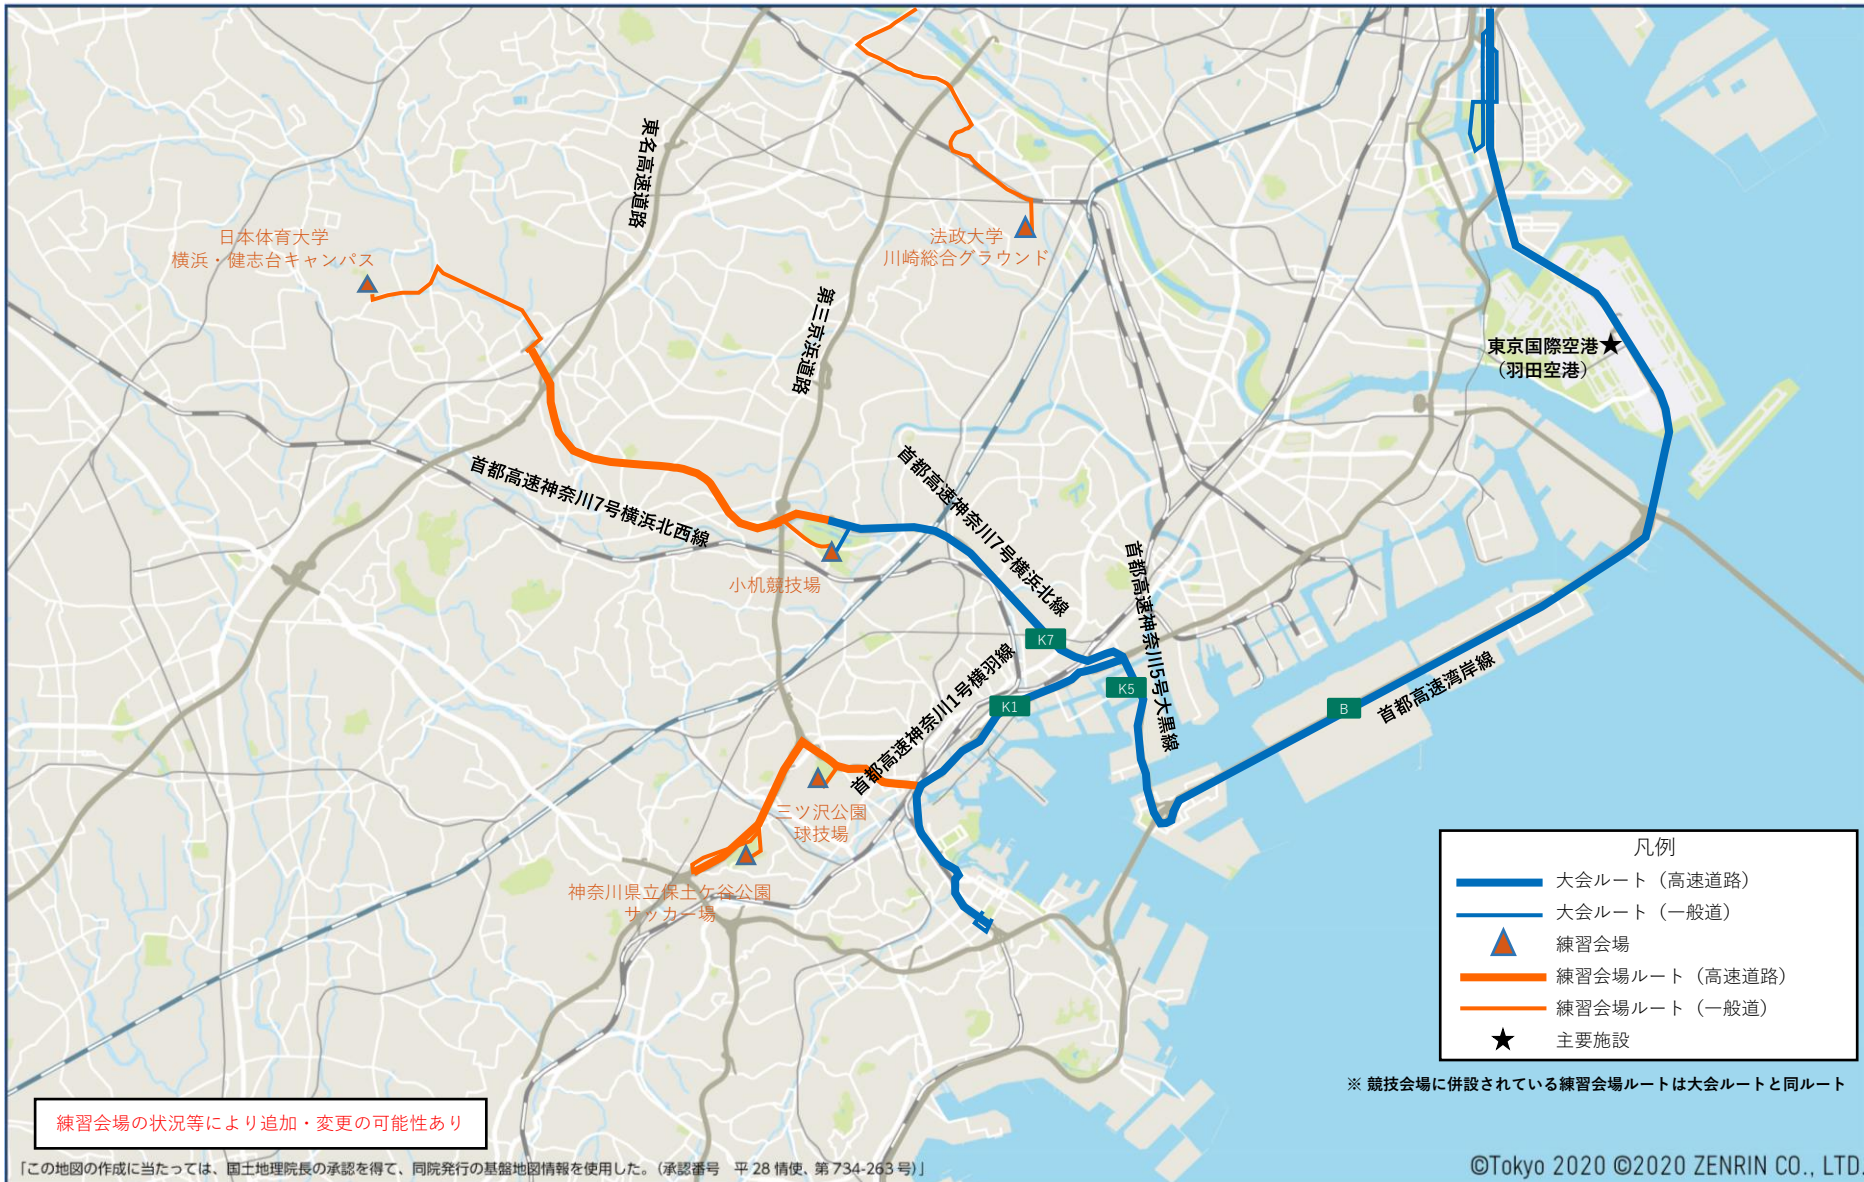 東名高速道路
日本体育大学
横浜・健志台キャンパス
法政大学
川崎総合グラウンド
第三京浜道路
東京国際空港★
（羽田空港）
首都高速神奈川7号横浜北西線
首都高速神奈川7号横浜北線
首都高速神奈川5号大黒線
小机競技場
K7
首都高速神奈川1号横羽線
K5
K1
B
首都高速湾岸線
三ツ沢公園
球技場
神奈川県立保土ケ谷公園
サッカー場
凡例
大会ルート（高速道路）
大会ルート（一般道）
練習会場
練習会場ルート（高速道路）
練習会場ルート（一般道）
★ 主要施設
※ 競技会場に併設されている練習会場ルートは大会ルートと同ルート
練習会場の状況等により追加・変更の可能性あり
「この地図の作成に当たっては、国土地理院長の承認を得て、同院発行の基盤地図情報を使用した。（承認番号　平 28 情使、第 734-263 号）」
©Tokyo 2020 ©2020 ZENRIN CO., LTD.